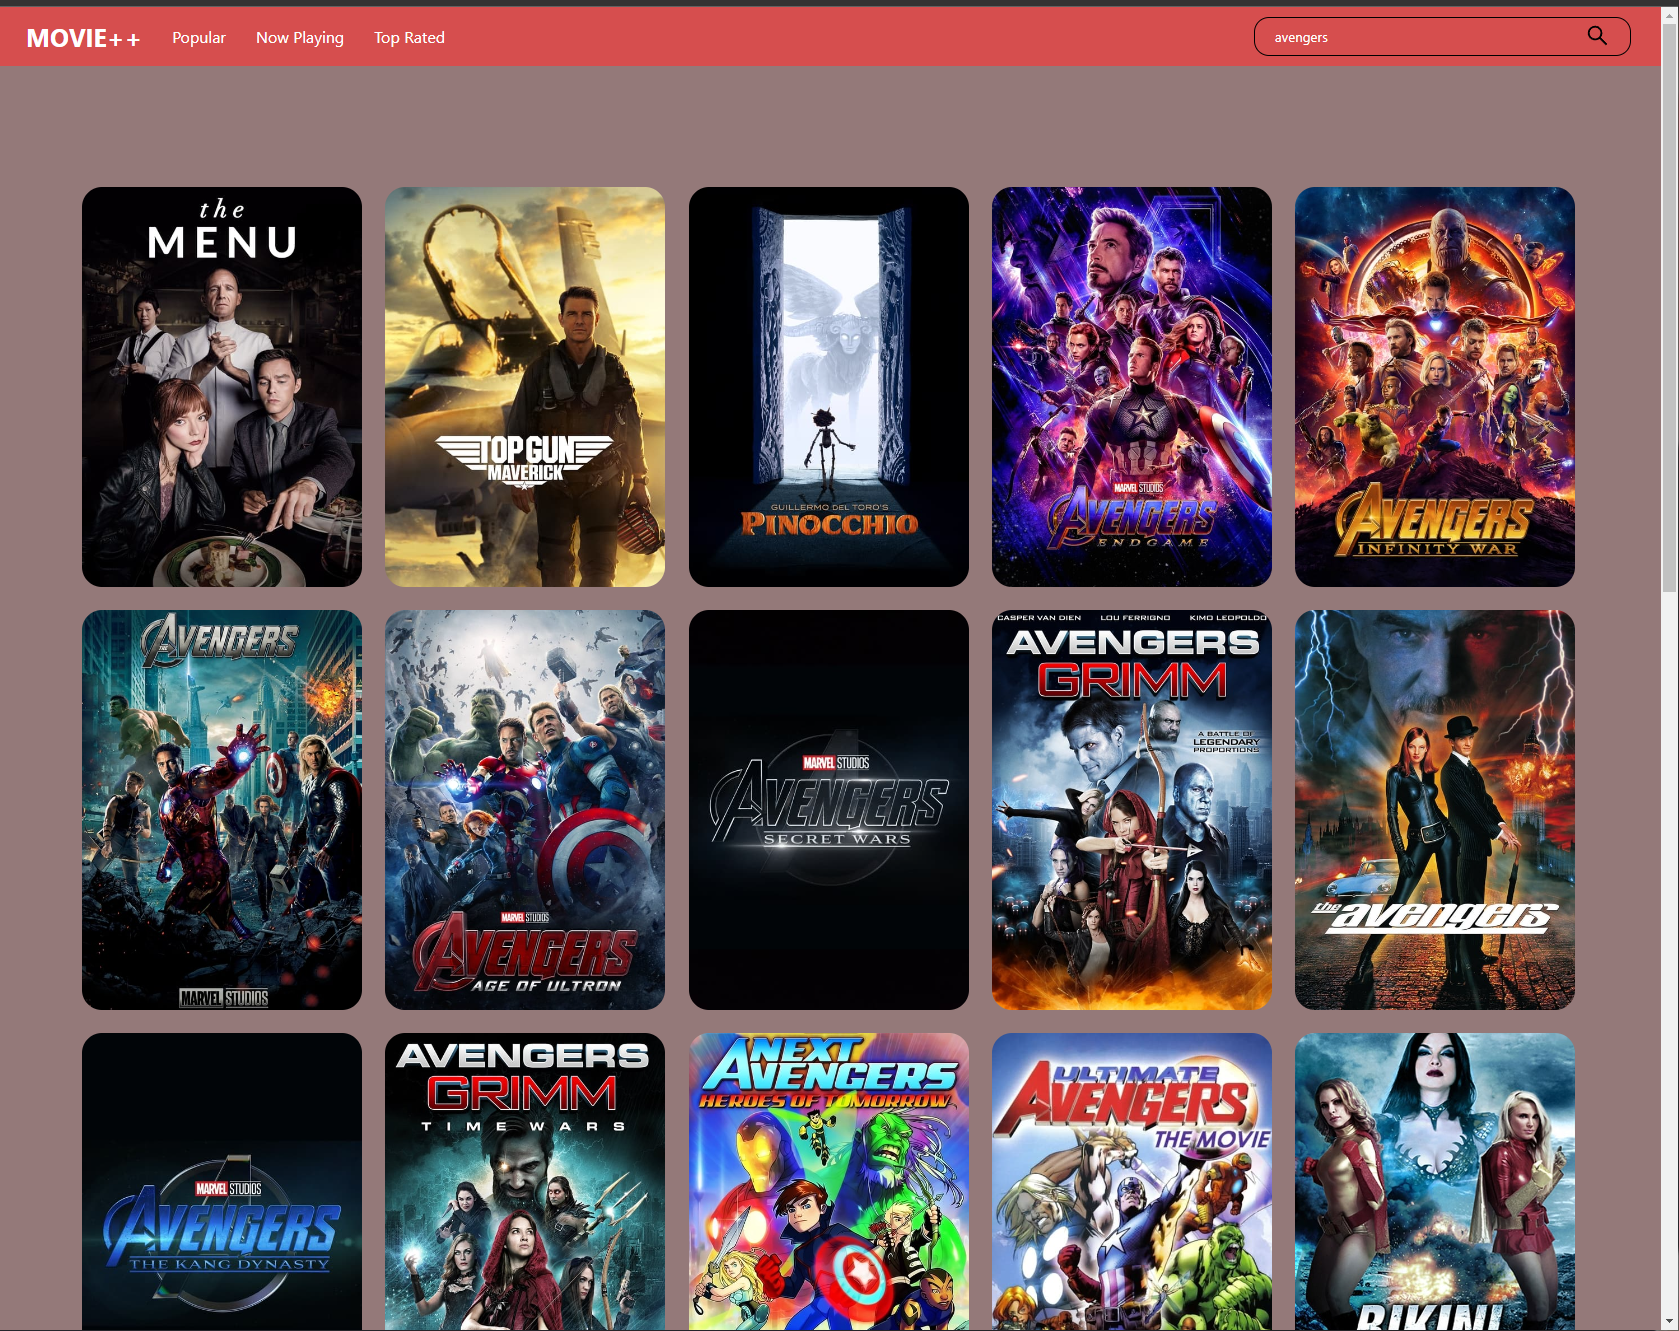 MOVIE++ Popular Now Playing Top Rated avengers
the
MENU
TOP GUN
MAVERICK
GUILLERMO DEL TORO'S
PINOCCHIO
MARVEL STUDIOS
AVENGERS
ENDGAME
AVENGERS
INFINITY WAR
THE AVENGERS
MARVEL STUDIOS
MARVEL STUDIOS
AVENGERS
AGE OF ULTRON
MARVEL STUDIOS
AVENGERS
SECRET WARS
CASPER VAN DIEN LOU FERRIGNO KIMO LEOPOLDO
AVENGERS
GRIMM
A BATTLE OF
LEGENDARY
PROPORTIONS
the avengers
MARVEL STUDIOS
AVENGERS
THE KANG DYNASTY
AVENGERS
GRIMM
TIME WARS
NEXT
AVENGERS
HEROES OF TOMORROW
ULTIMATE
AVENGERS
THE MOVIE
BIKINI